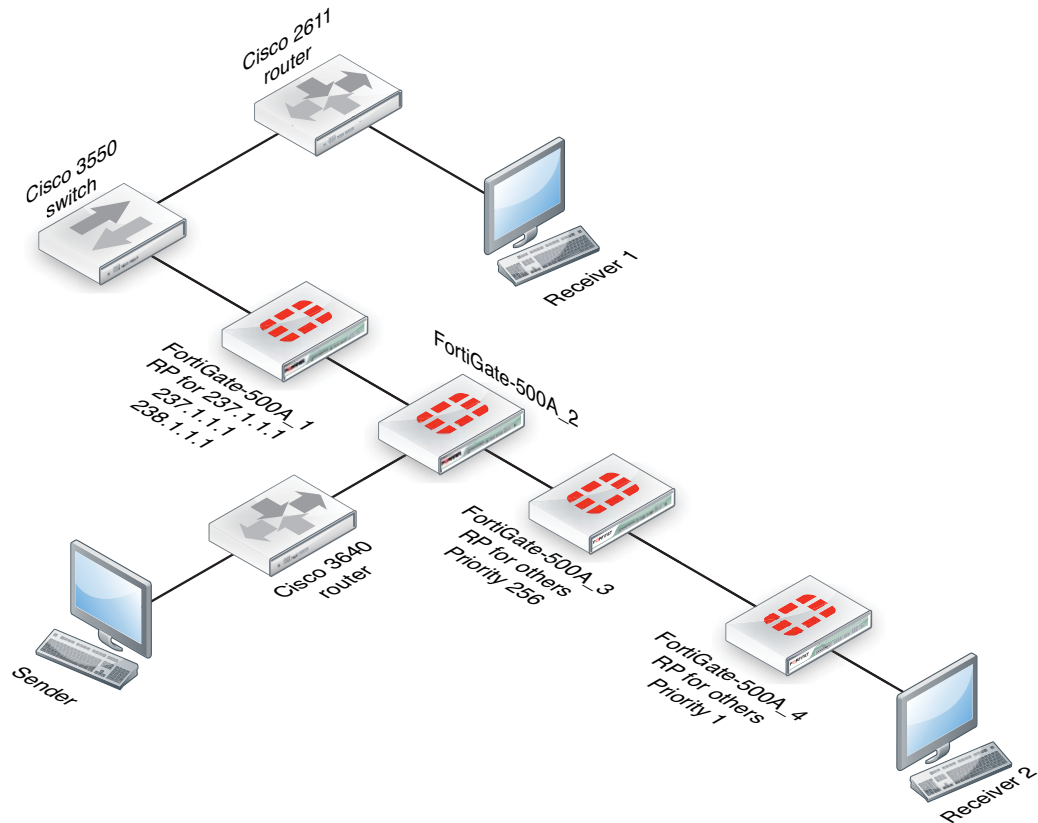 Cisco 2611
router
Cisco 3550
switch
Receiver 1
FortiGate-500A_1
RP for 237.1.1.1
237.1.1.1
238.1.1.1
FortiGate-500A_2
FortiGate-500A_3
RP for others
Priority 256
Cisco 3640
router
Sender
FortiGate-500A_4
RP for others
Priority 1
Receiver 2